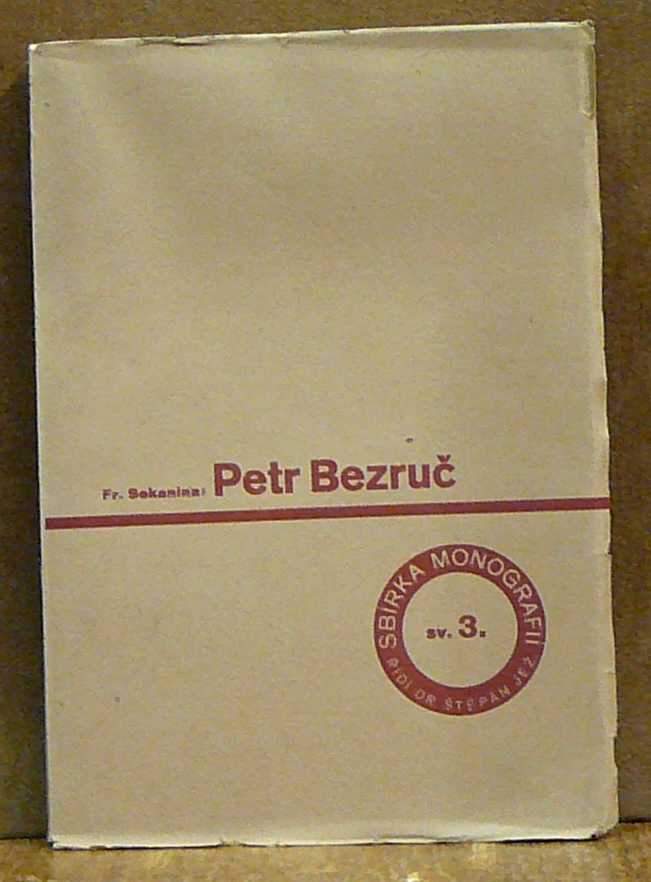 Fr. Sekanina: Petr Bezruč
SBÍRKA MONOGRAFIÍ
sv. 3.
ŘÍDÍ DR. ŠTĚPÁN JEŽ